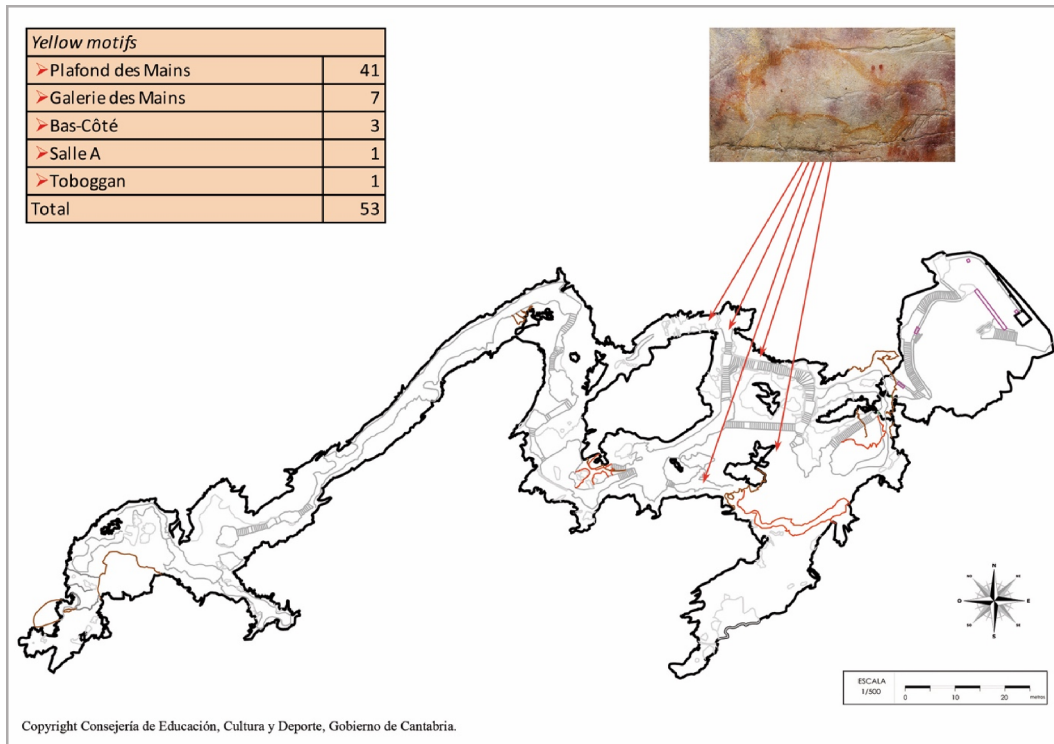 Yellow motifs
➢Plafond des Mains 41
➢Galerie des Mains 7
➢Bas-Côté 3
➢Salle A 1
➢Toboggan 1
Total 53
N
O E
S
ESCALA
1/500
0 10 20 metros
Copyright Consejería de Educación, Cultura y Deporte, Gobierno de Cantabria.